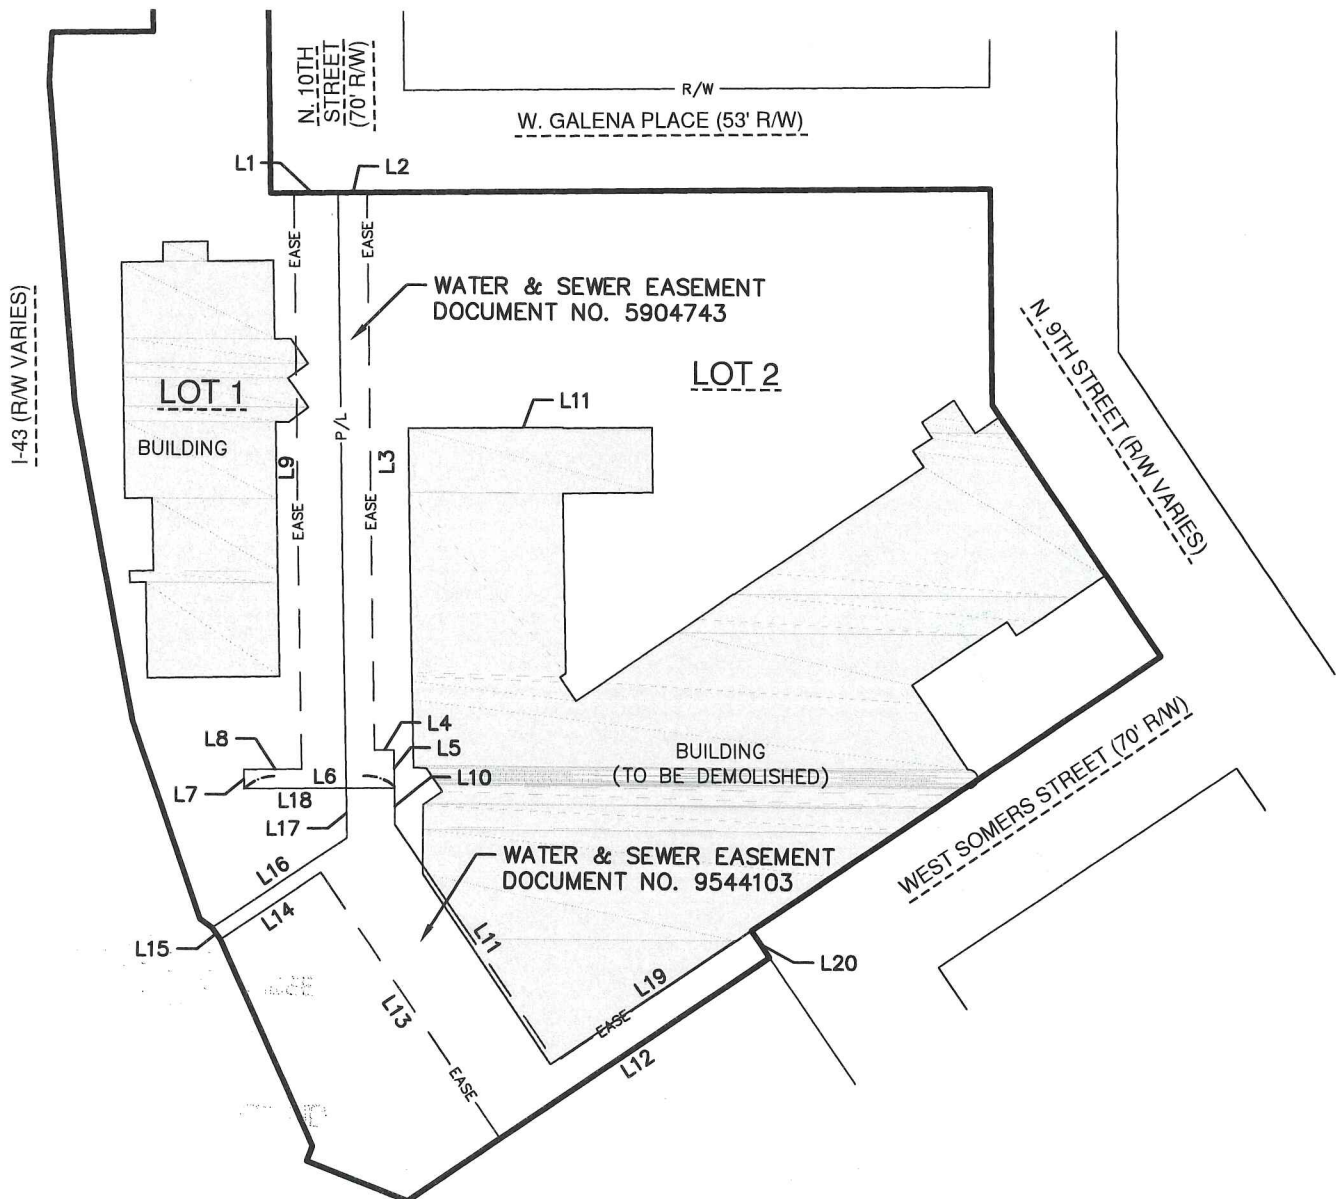 N. 10TH
STREET
(70' R/W)
R/W
W. GALENA PLACE (53' R/W)
L1
L2
EASE
EASE
WATER & SEWER EASEMENT
DOCUMENT NO. 5904743
I-43 (R/W VARIES)
N. 9TH STREET (R/W VARIES)
LOT 1
LOT 2
P/L
L11
BUILDING
L9
L3
EASE
EASE
L4
L8
L5
BUILDING
(TO BE DEMOLISHED)
L6
L10
L7
L18
L17
WEST SOMERS STREET (70' R/W)
WATER & SEWER EASEMENT
DOCUMENT NO. 9544103
L16
L14
L15
L11
L20
L19
L13
EASE
L12
EASE